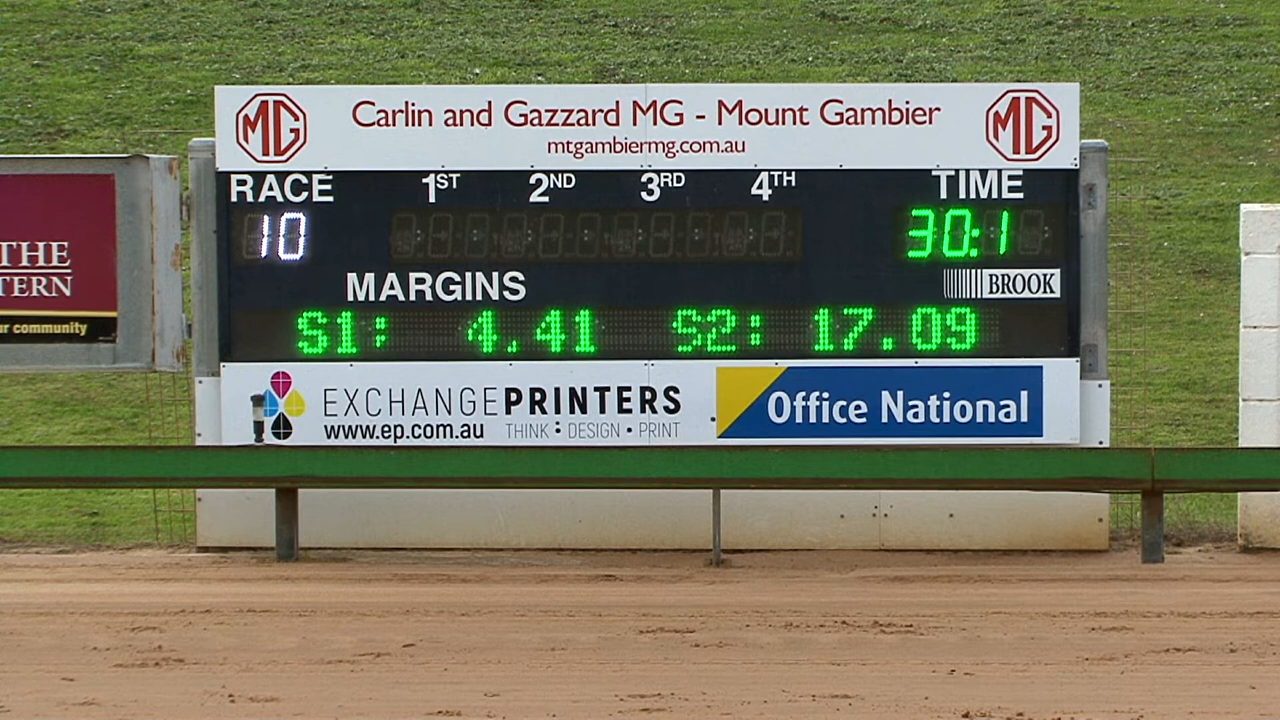 MG Carlin and Gazzard MG - Mount Gambier MG
mtgambiermg.com.au
RACE 1ST 2ND 3RD 4TH TIME
10 30:1
MARGINS BROOK
S1: 4.41 S2: 17.09
THE
TERN
ur community
EXCHANGEPRINTERS
www.ep.com.au THINK • DESIGN • PRINT
Office National